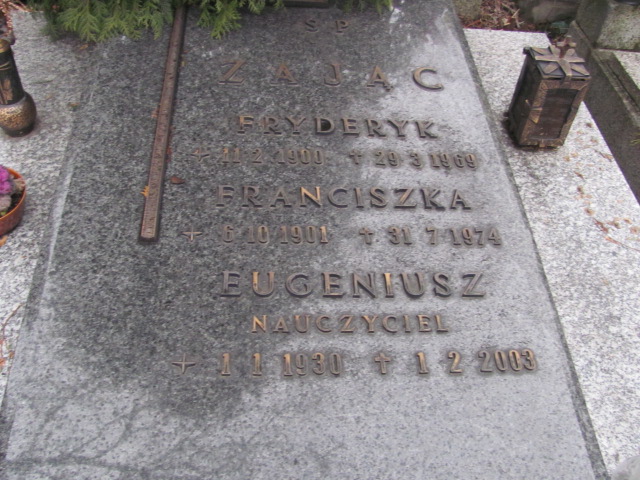 ŚP
ZAJĄC
FRYDERYK
11 2 1900 29 3 1969
FRANCISZKA
6 10 1901 31 7 1974
EUGENIUSZ
NAUCZYCIEL
1 1 1930 1 2 2003